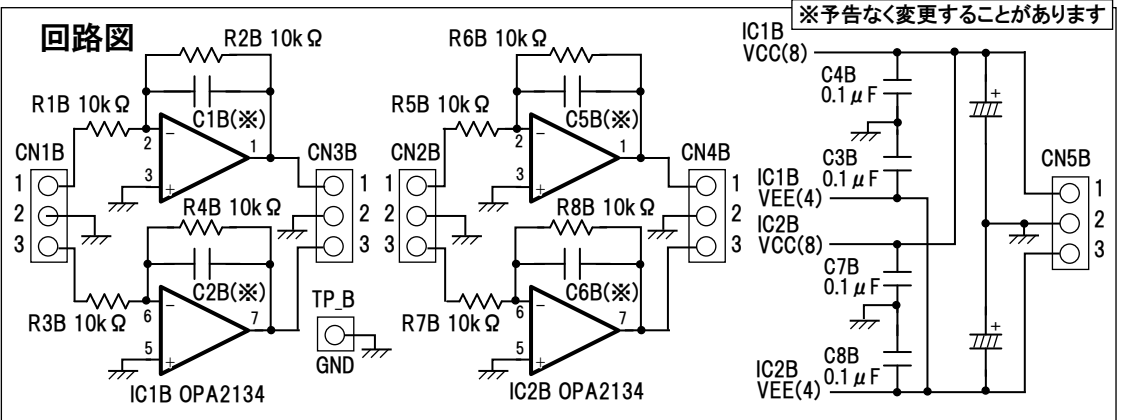 ※予告なく変更することがあります
回路図
R2B 10kΩ
R1B 10kΩ
C1B(※)
CN1B
1
2
3
2
3
1
－
+
CN3B
1
2
3
R4B 10kΩ
C2B(※)
R3B 10kΩ
6
5
7
－
+
IC1B OPA2134
TP_B
GND
R6B 10kΩ
R5B 10kΩ
C5B(※)
CN2B
1
2
3
2
3
1
－
+
CN4B
1
2
3
R8B 10kΩ
C6B(※)
R7B 10kΩ
6
5
7
－
+
IC2B OPA2134
IC1B
VCC(8)
C4B
0.1μF
C3B
0.1μF
IC1B
VEE(4)
IC2B
VCC(8)
C7B
0.1μF
C8B
0.1μF
IC2B
VEE(4)
+
+
CN5B
1
2
3